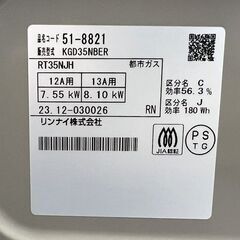 品名コード 51-8821
販売型式 KGD35NBER
RT35NJH 都市ガス
12A用 13A用
7.55 kW 8.10 kW
23.12-030026 RN
リンナイ株式会社
区分名 C
効率56.3 %
区分名 J
効率 180 Wh
JIA認証
PS
TG